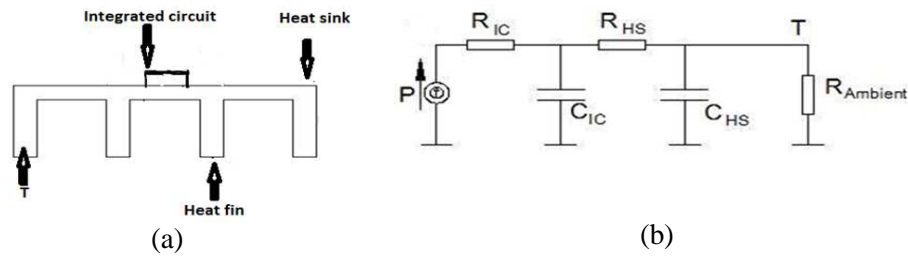 Integrated circuit
Heat sink
T
Heat fin
(a)
R IC
R HS
T
P
C IC
C HS
R Ambient
(b)